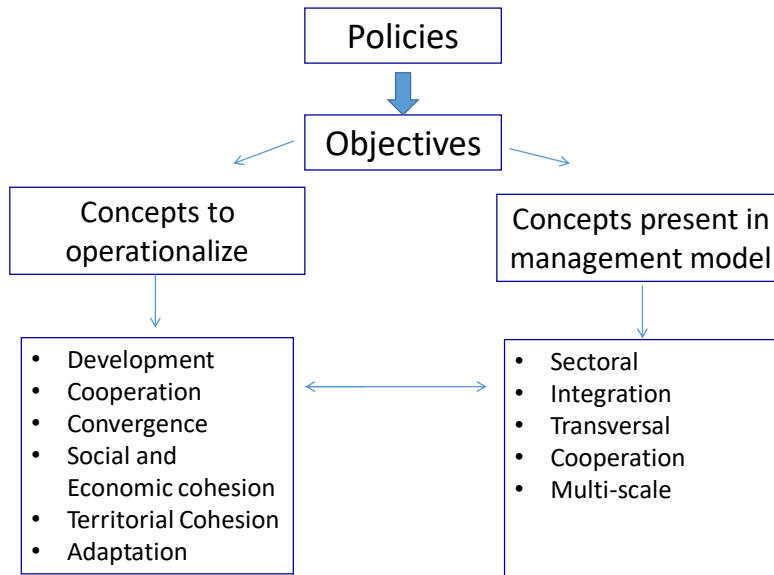 Policies
Objectives
Concepts to
operationalize
Concepts present in
management model
• Development
• Cooperation
• Convergence
• Social and
Economic cohesion
• Territorial Cohesion
• Adaptation
• Sectoral
• Integration
• Transversal
• Cooperation
• Multi-scale